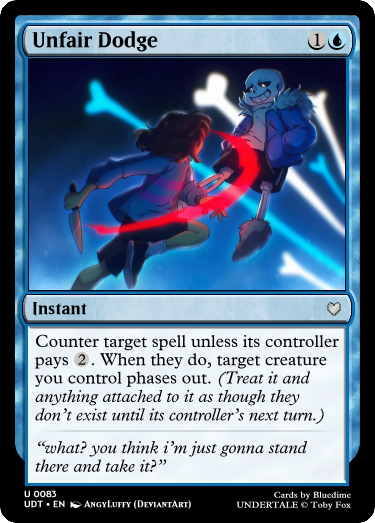 Unfair Dodge 1
Instant
Counter target spell unless its controller
pays 2. When they do, target creature
you control phases out. (Treat it and
anything attached to it as though they
don't exist until its controller's next turn.)
"what? you think i'm just gonna stand
there and take it?"
U 0083
UDT • EN AngyLuffy (DeviantArt)
Cards by Bluedime
UNDERTALE © Toby Fox